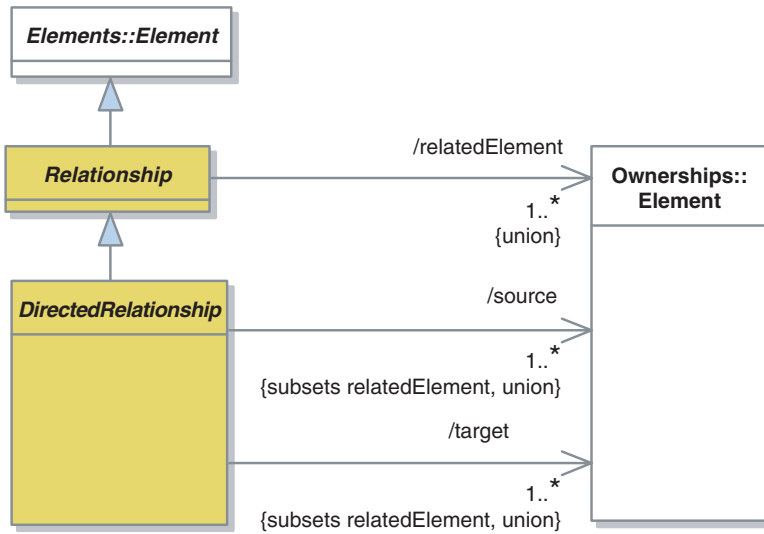 Elements::Element
Relationship
/relatedElement
1..*
{union}
Ownerships::
Element
DirectedRelationship
/source
1..*
{subsets relatedElement, union}
/target
1..*
{subsets relatedElement, union}